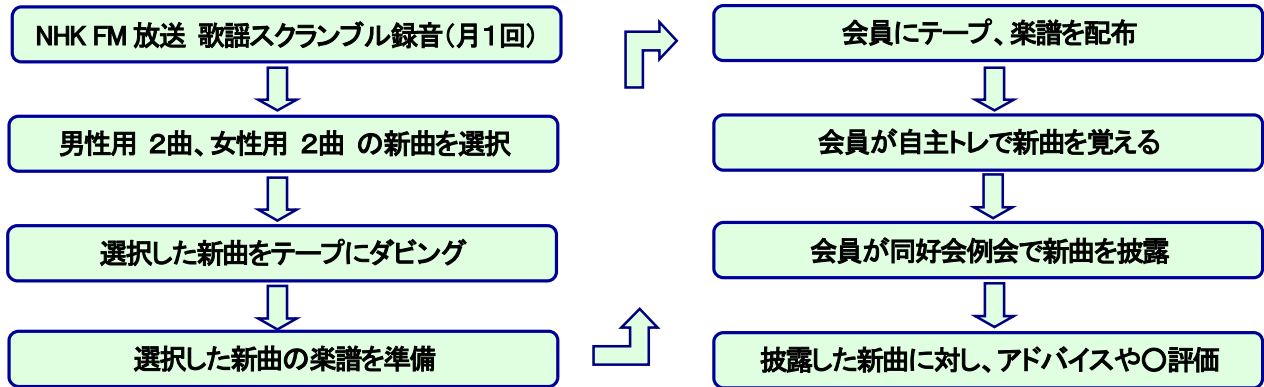 NHK FM 放送 歌謡スクランブル録音(月1回)
男性用 2曲、女性用 2曲 の新曲を選択
選択した新曲をテープにダビング
選択した新曲の楽譜を準備
会員にテープ、楽譜を配布
会員が自主トレで新曲を覚える
会員が同好会例会で新曲を披露
披露した新曲に対し、アドバイスや〇評価